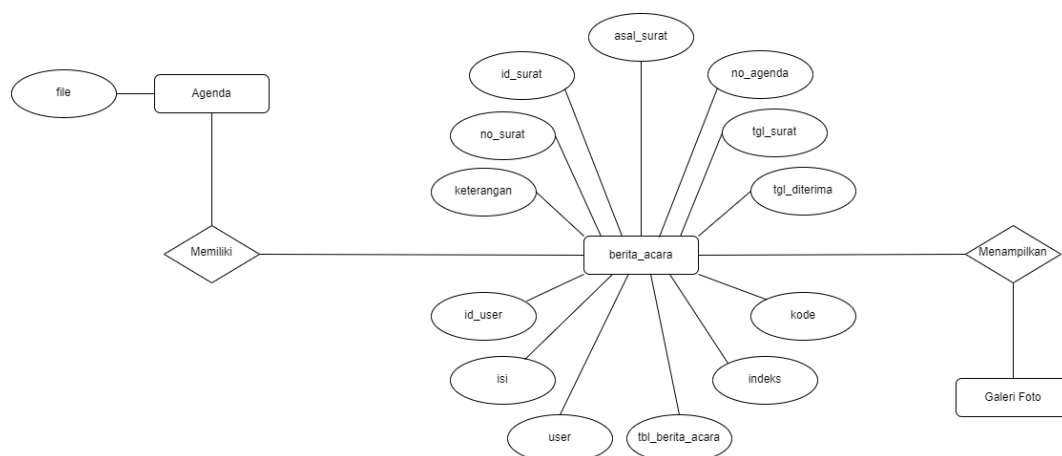 asal_surat
id_surat
no_agenda
file
Agenda
no_surat
tgl_surat
keterangan
tgl_diterima
Memiliki
berita_acara
Menampilkan
id_user
kode
isi
indeks
Galeri Foto
user
tbl_berita_acara